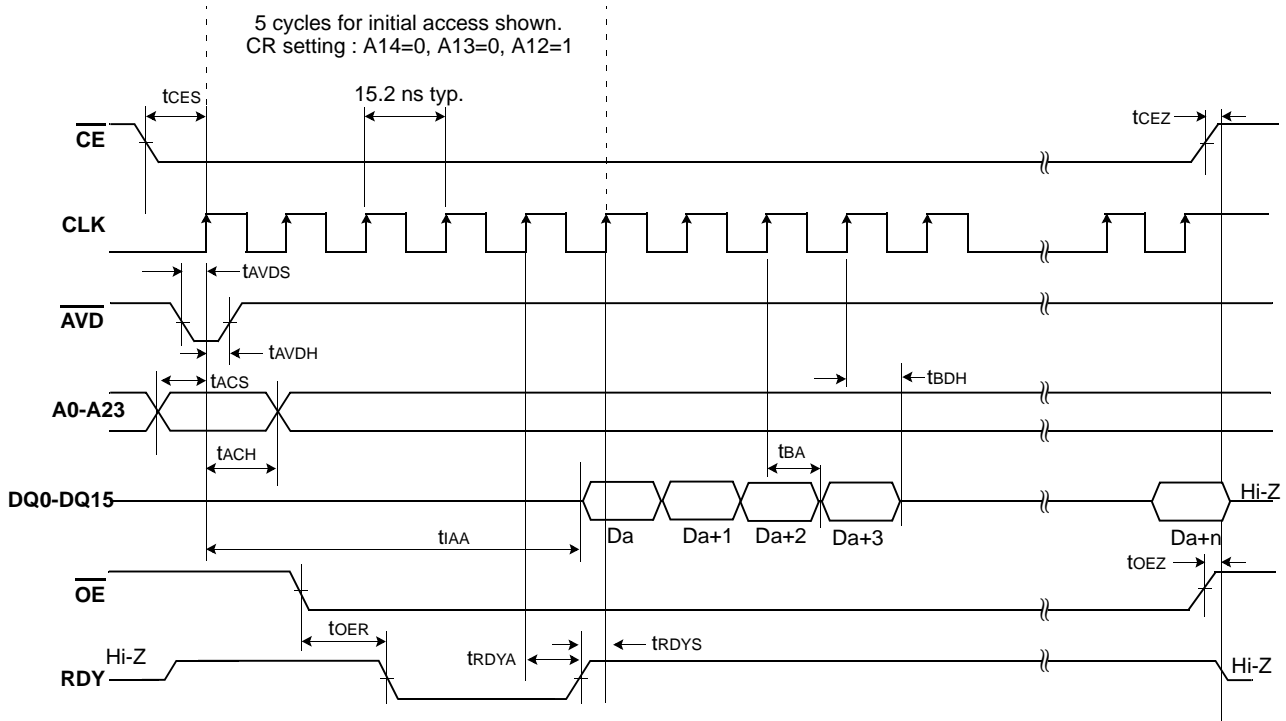 5 cycles for initial access shown.
CR setting : A14=0, A13=0, A12=1
tCES
15.2 ns typ.
tCEZ
CE
CLK
tAVDS
AVD
tAVDH
tACS
tBDH
A0-A23
tACH
tBA
DQ0-DQ15
Hi-Z
Da
Da+1
Da+2
Da+3
Da+n
tIAA
tOEZ
OE
tOER
tRDYS
tRDYA
Hi-Z
Hi-Z
RDY